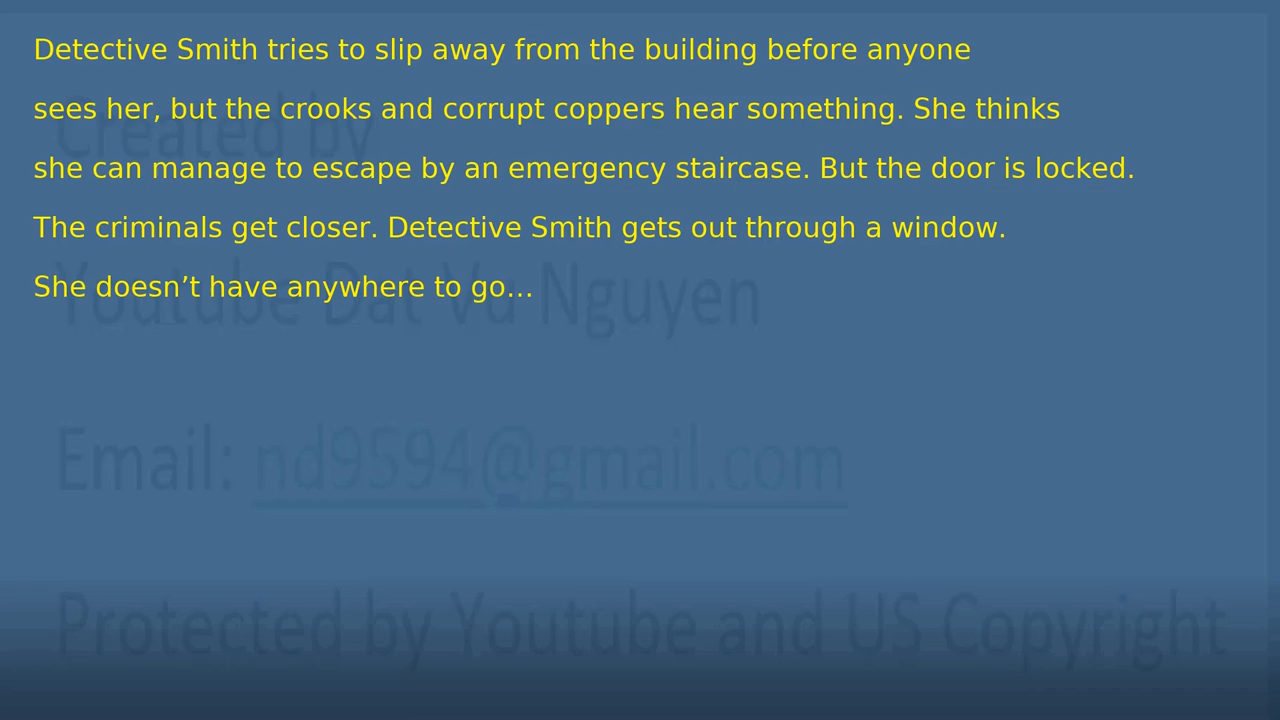 Detective Smith tries to slip away from the building before anyone
sees her, but the crooks and corrupt coppers hear something. She thinks
she can manage to escape by an emergency staircase. But the door is locked.
The criminals get closer. Detective Smith gets out through a window.
She doesn’t have anywhere to go...
Created by
Youtube Dat Vu Nguyen
Email: nd9594@gmail.com
Protected by Youtube and US Copyright